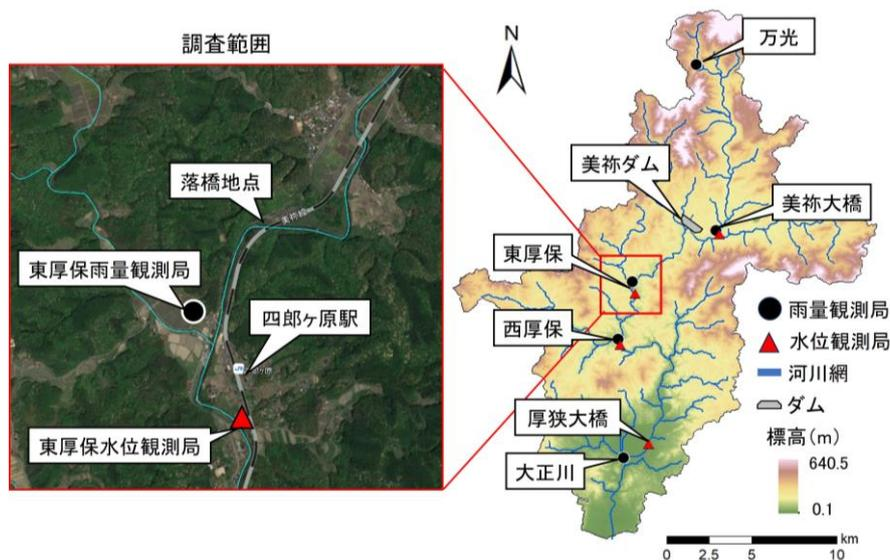 調査範囲
落橋地点
美祢線
東厚保雨量観測局
四郎ヶ原駅
東厚保水位観測局
N
万光
美祢ダム
美祢大橋
東厚保
西厚保
厚狭大橋
大正川
雨量観測局
水位観測局
河川網
ダム
標高(m)
640.5
0.1
km
0 2.5 5 10